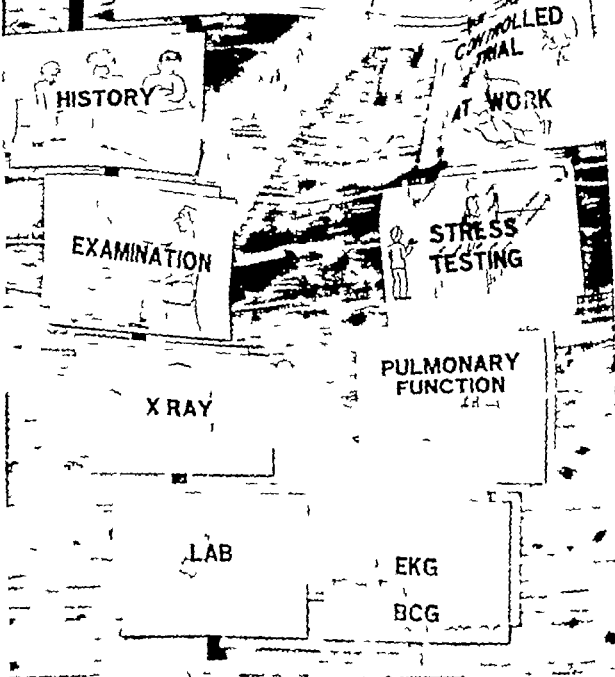 HISTORY
EXAMINATION
X RAY
LAB
CONTROLLED
TRIAL
AT WORK
STRESS
TESTING
PULMONARY
FUNCTION
EKG
BCG